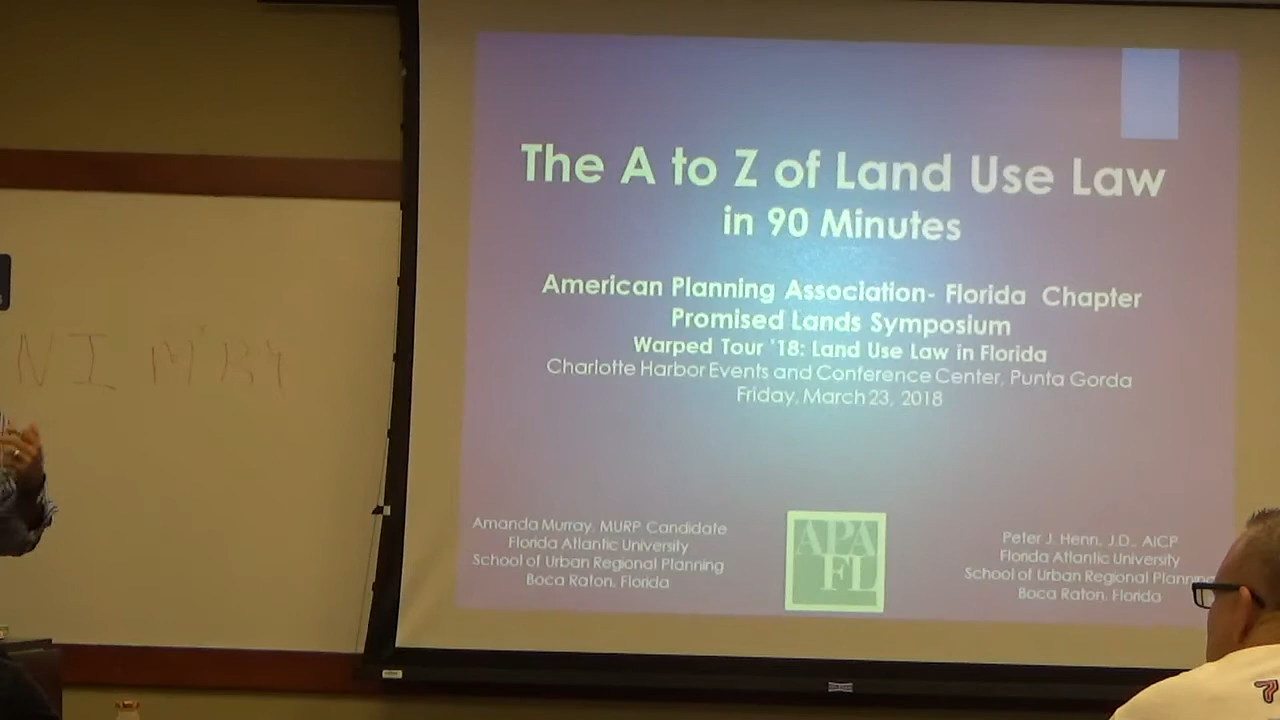 The A to Z of Land Use Law
in 90 Minutes
American Planning Association- Florida Chapter
Promised Lands Symposium
Warped Tour '18: Land Use Law in Florida
Charlotte Harbor Events and Conference Center, Punta Gorda
Friday, March 23, 2018
Amanda Murray, MURP Candidate
Florida Atlantic University
School of Urban Regional Planning
Boca Raton, Florida
APA
FL
Peter J. Henn, J.D., AICP
Florida Atlantic University
School of Urban Regional Planning
Boca Raton, Florida
7